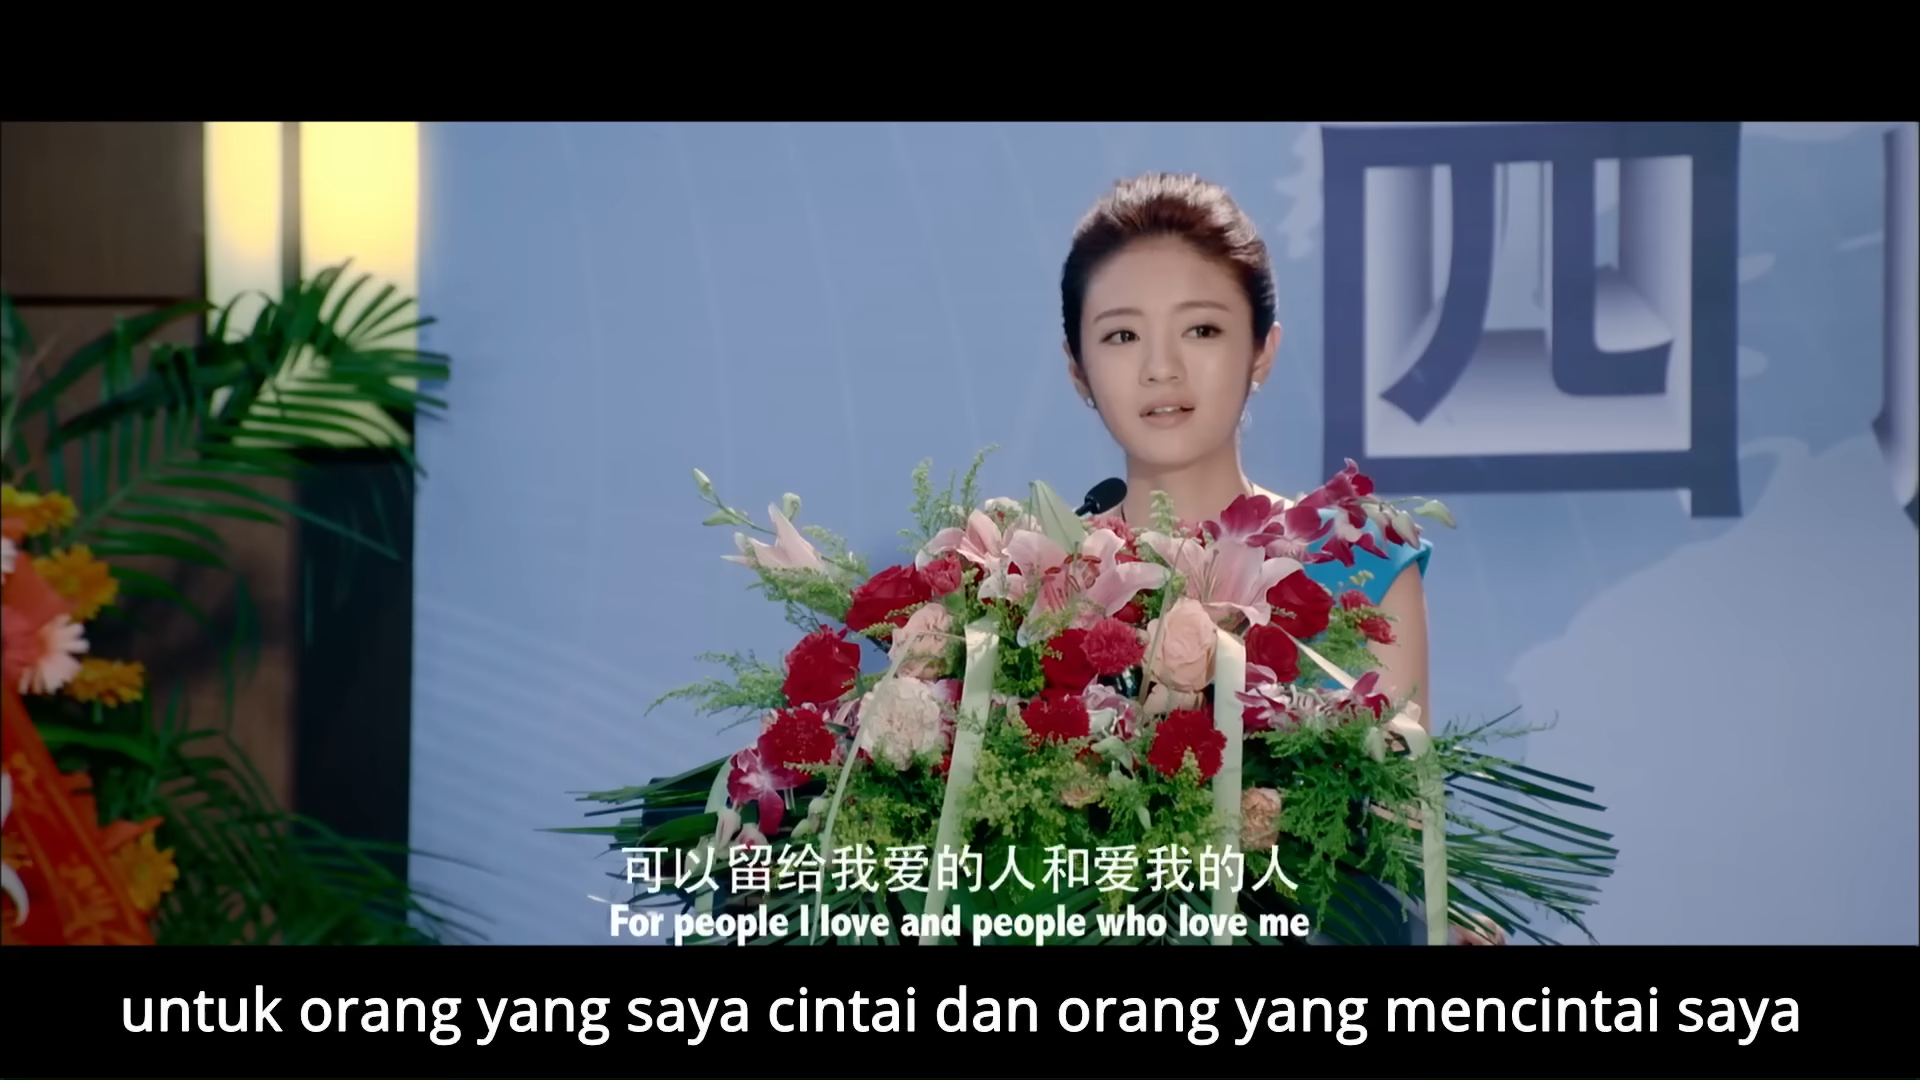 四
可以留给我爱的人和爱我的人
For people I love and people who love me
untuk orang yang saya cintai dan orang yang mencintai saya